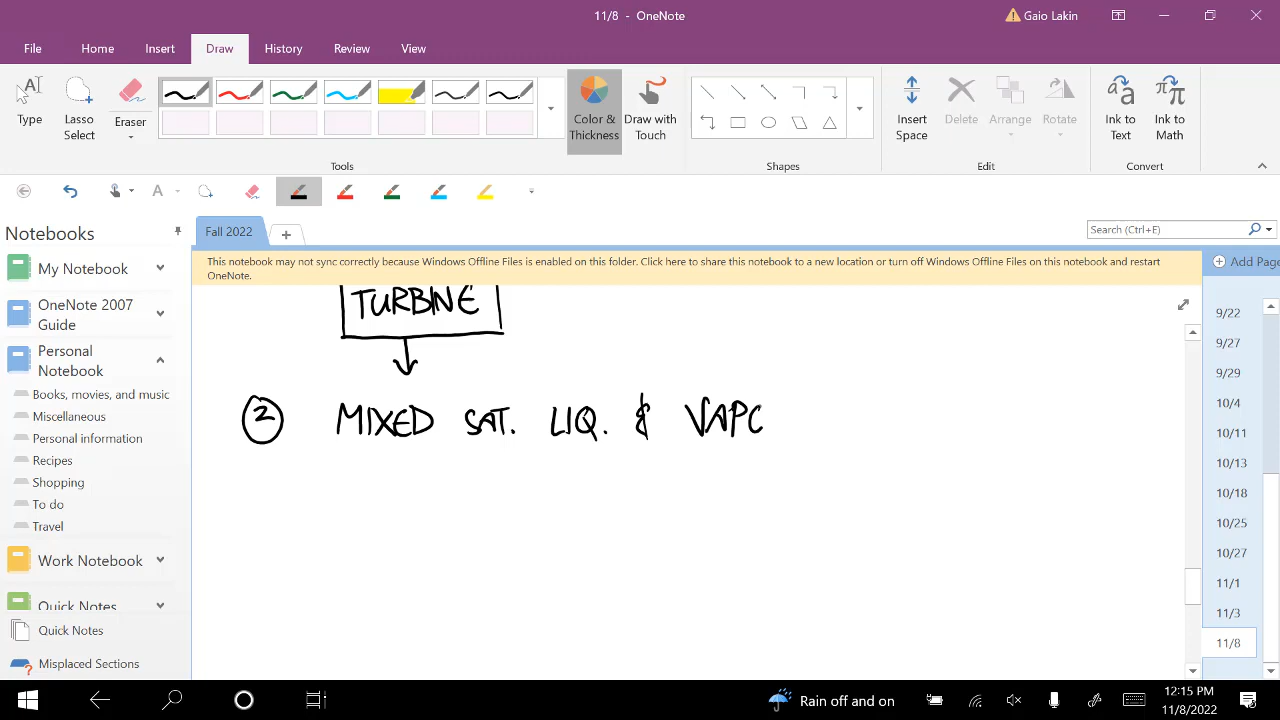 11/8 - OneNote
Gaio Lakin
File Home Insert Draw History Review View
Type
Lasso Select
Eraser
Color & Thickness
Draw with Touch
Insert Space
Delete
Arrange
Rotate
Ink to Text
Ink to Math
Tools
Shapes
Edit
Convert
Notebooks
Fall 2022
Search (Ctrl+E)
My Notebook
OneNote 2007 Guide
Personal Notebook
Books, movies, and music
Miscellaneous
Personal information
Recipes
Shopping
To do
Travel
Work Notebook
Quick Notes
Quick Notes
Misplaced Sections
This notebook may not sync correctly because Windows Offline Files is enabled on this folder. Click here to share this notebook to a new location or turn off Windows Offline Files on this notebook and restart
OneNote.
TURBINE
2 MIXED SAT. LIQ. & VAPO
Add Page
9/22
9/27
9/29
10/4
10/11
10/13
10/18
10/25
10/27
11/1
11/3
11/8
Rain off and on
12:15 PM
11/8/2022